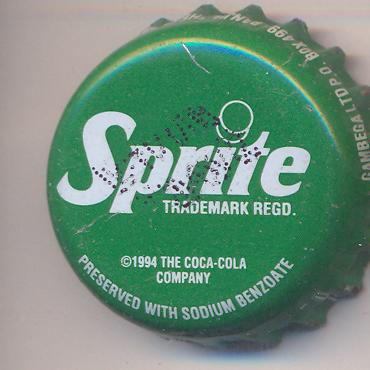 Sprite
TRADEMARK REGD.
©1994 THE COCA-COLA
COMPANY
PRESERVED WITH SODIUM BENZOATE
GAMBEGA LTD P.O. BOX 499